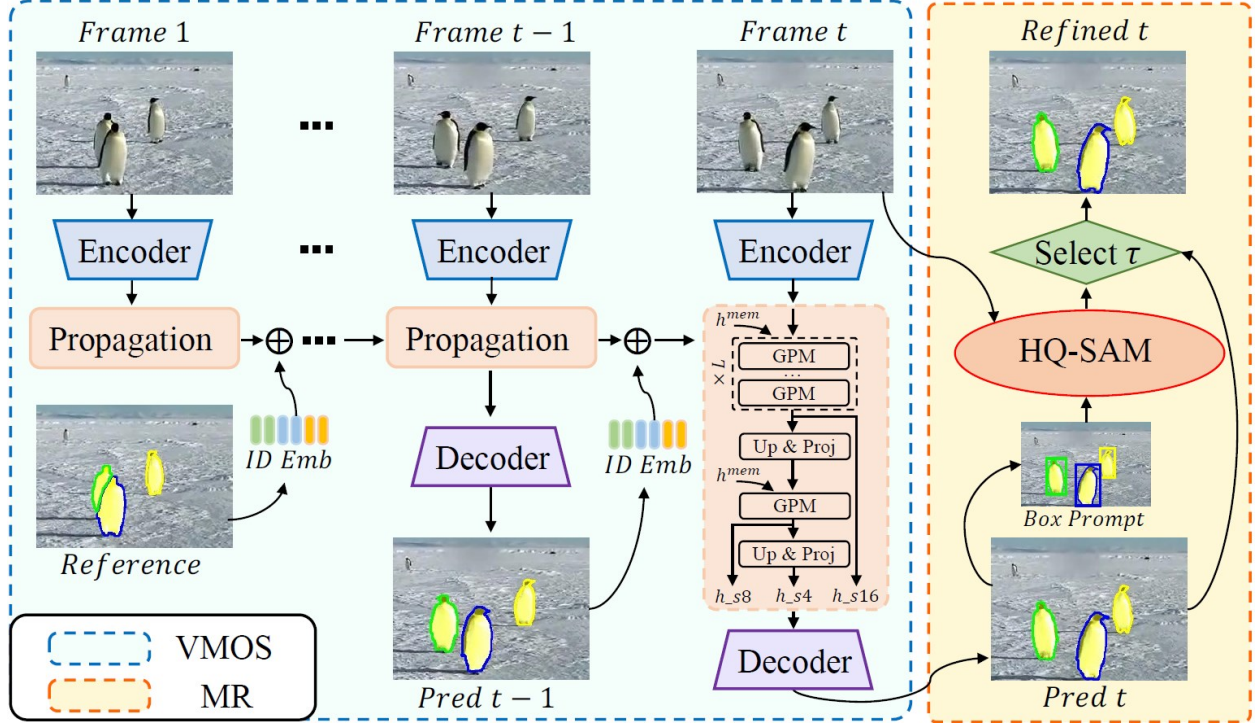 Frame 1
Frame t − 1
Frame t
Refined t
Encoder
Encoder
Encoder
Select τ
Propagation
Propagation
h^mem
GPM
...
GPM
× L
HQ-SAM
ID Emb
Decoder
ID Emb
Up & Proj
h^mem
GPM
Up & Proj
Box Prompt
Reference
h_s8
h_s4
h_s16
Decoder
VMOS
MR
Pred t − 1
Pred t